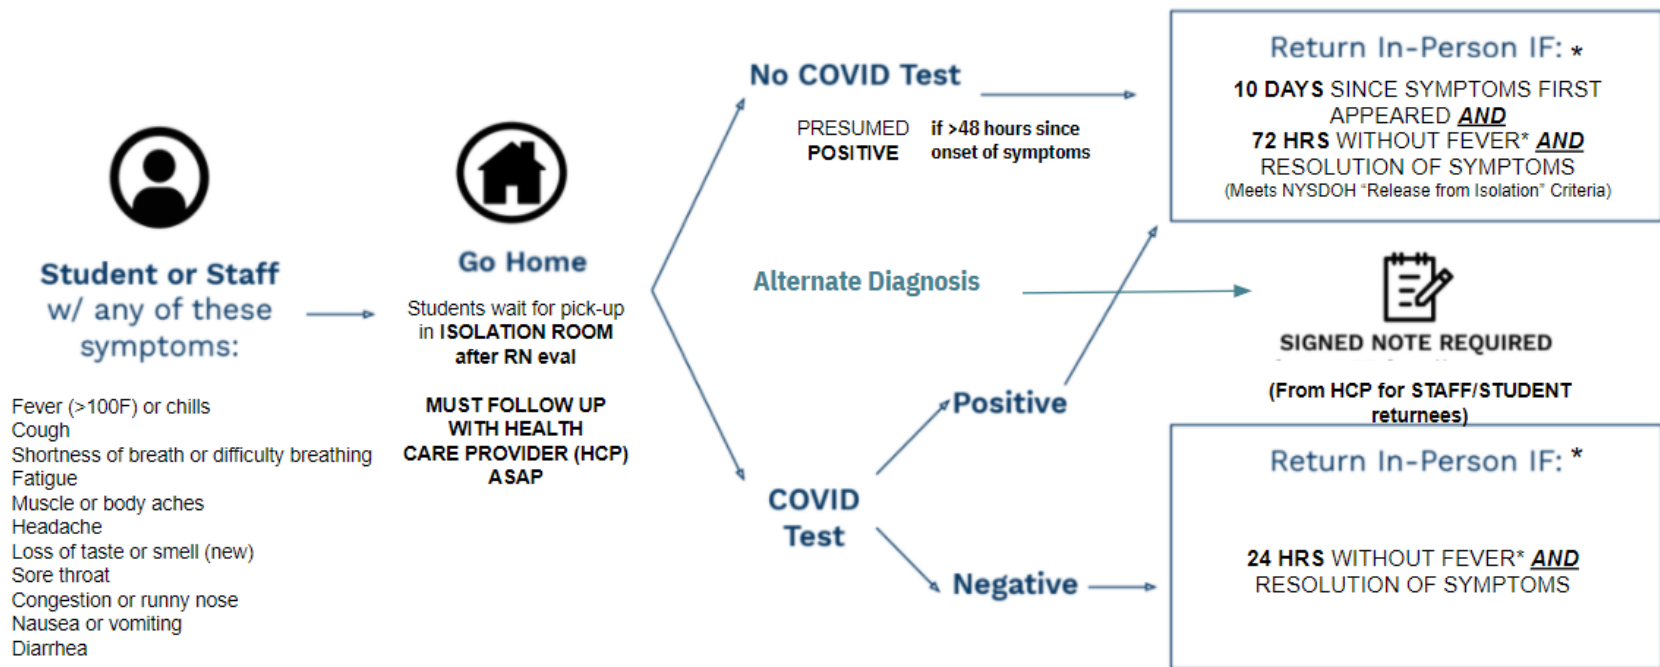 Student or Staff
w/ any of these
symptoms:
Fever (>100F) or chills
Cough
Shortness of breath or difficulty breathing
Fatigue
Muscle or body aches
Headache
Loss of taste or smell (new)
Sore throat
Congestion or runny nose
Nausea or vomiting
Diarrhea
Go Home
Students wait for pick-up
in ISOLATION ROOM
after RN eval
MUST FOLLOW UP
WITH HEALTH
CARE PROVIDER (HCP)
ASAP
No COVID Test
PRESUMED
POSITIVE
if >48 hours since
onset of symptoms
Alternate Diagnosis
COVID
Test
Positive
Negative
Return In-Person IF: *
10 DAYS SINCE SYMPTOMS FIRST
APPEARED AND
72 HRS WITHOUT FEVER* AND
RESOLUTION OF SYMPTOMS
(Meets NYSDOH “Release from Isolation” Criteria)
SIGNED NOTE REQUIRED
(From HCP for STAFF/STUDENT
returnees)
Return In-Person IF: *
24 HRS WITHOUT FEVER* AND
RESOLUTION OF SYMPTOMS